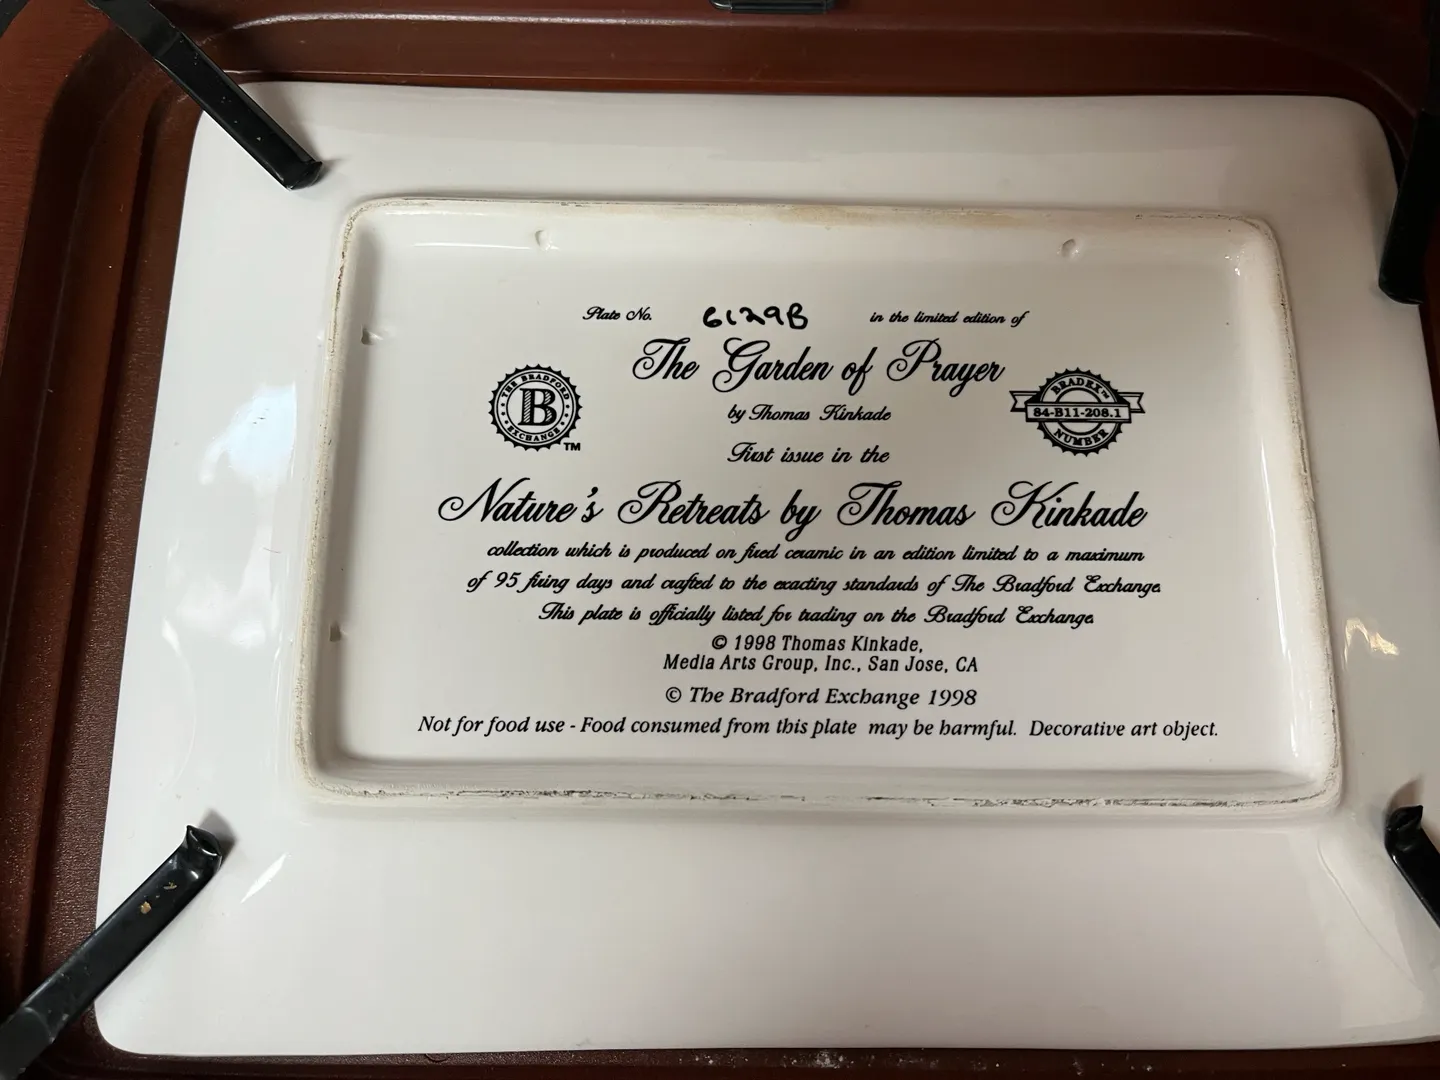 Plate No. 6129B in the limited edition of
The Garden of Prayer
by Thomas Kinkade
First issue in the
Nature's Retreats by Thomas Kinkade
collection which is produced on fired ceramic in an edition limited to a maximum
of 95 firing days and crafted to the exacting standards of The Bradford Exchange.
This plate is officially listed for trading on the Bradford Exchange.
© 1998 Thomas Kinkade,
Media Arts Group, Inc., San Jose, CA
© The Bradford Exchange 1998
Not for food use - Food consumed from this plate may be harmful. Decorative art object.
THE BRADFORD
B
EXCHANGE
TM
BRADEX™
84-B11-208.1
NUMBER